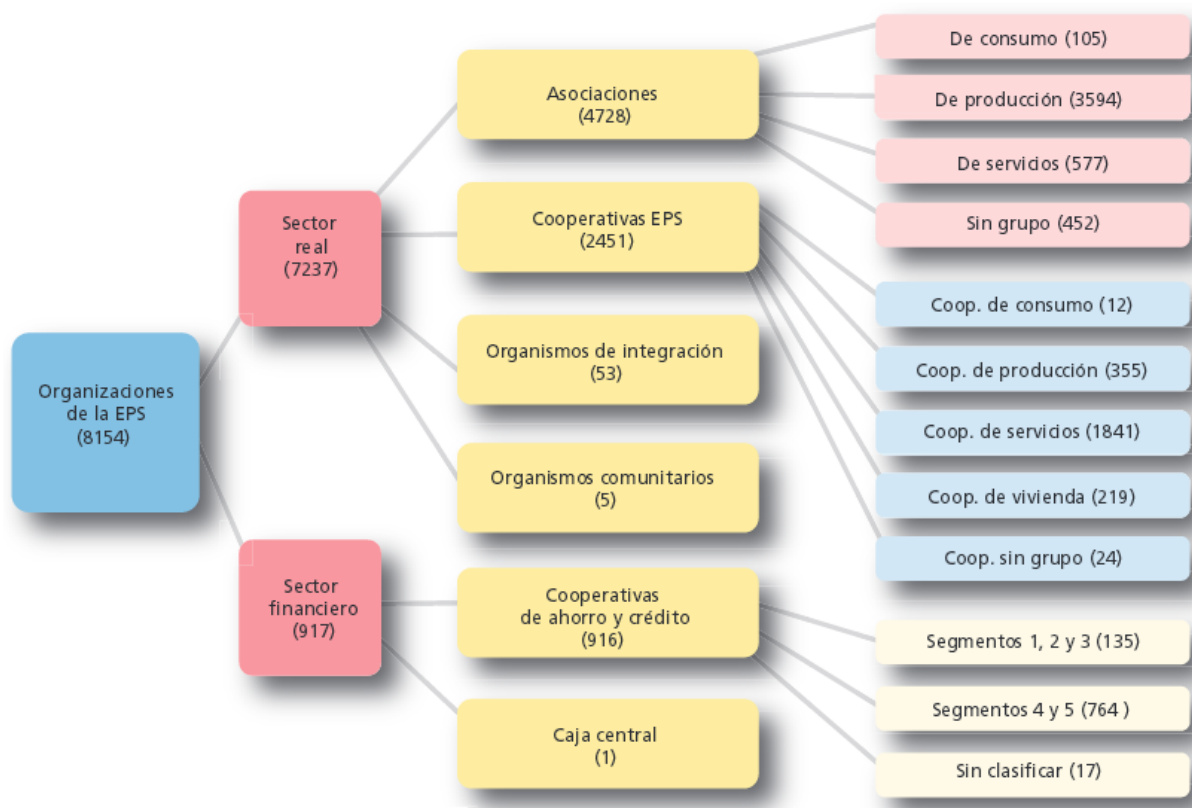 Organizaciones
de la EPS
(8154)
Sector
real
(7237)
Sector
financiero
(917)
Asociaciones
(4728)
Cooperativas EPS
(2451)
Organismos de integración
(53)
Organismos comunitarios
(5)
Cooperativas
de ahorro y crédito
(916)
Caja central
(1)
De consumo (105)
De producción (3594)
De servicios (577)
Sin grupo (452)
Coop. de consumo (12)
Coop. de producción (355)
Coop. de servicios (1841)
Coop. de vivienda (219)
Coop. sin grupo (24)
Segmentos 1, 2 y 3 (135)
Segmentos 4 y 5 (764 )
Sin clasificar (17)